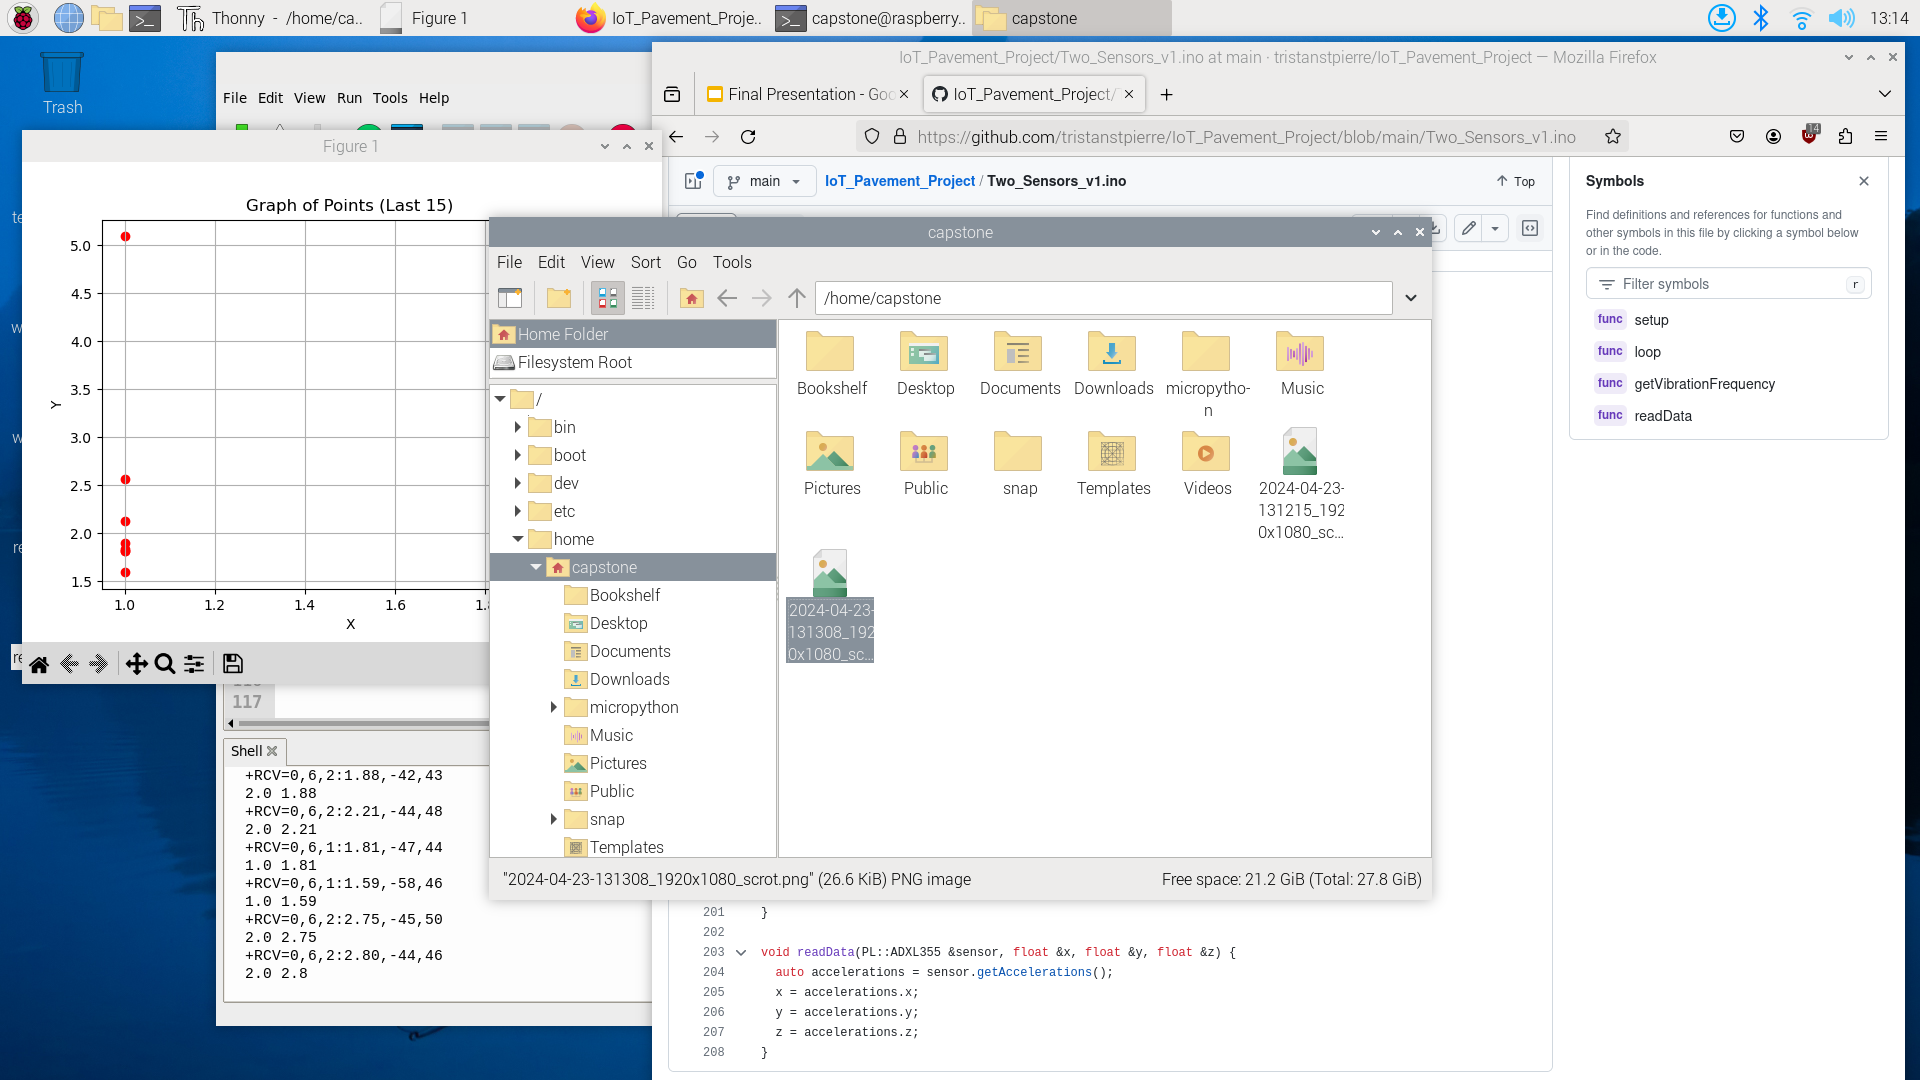 Thonny - /home/ca..
Figure 1
IoT_Pavement_Proje..
capstone@raspberry..
capstone
13:14
Trash
File Edit View Run Tools Help
Figure 1
Graph of Points (Last 15)
5.0
4.5
4.0
3.5
3.0
2.5
2.0
1.5
Y
1.0 1.2 1.4 1.6
X
117
Shell
+RCV=0,6,2:1.88,-42,43
2.0 1.88
+RCV=0,6,2:2.21,-44,48
2.0 2.21
+RCV=0,6,1:1.81,-47,44
1.0 1.81
+RCV=0,6,1:1.59,-58,46
1.0 1.59
+RCV=0,6,2:2.75,-45,50
2.0 2.75
+RCV=0,6,2:2.80,-44,46
2.0 2.8
IoT_Pavement_Project/Two_Sensors_v1.ino at main · tristanstpierre/IoT_Pavement_Project — Mozilla Firefox
Final Presentation - Goo
IoT_Pavement_Project/
https://github.com/tristanstpierre/IoT_Pavement_Project/blob/main/Two_Sensors_v1.ino
14
main
IoT_Pavement_Project / Two_Sensors_v1.ino
Top
Symbols
Find definitions and references for functions and
other symbols in this file by clicking a symbol below
or in the code.
Filter symbols
r
func setup
func loop
func getVibrationFrequency
func readData
capstone
File Edit View Sort Go Tools
/home/capstone
Home Folder
Filesystem Root
/
bin
boot
dev
etc
home
capstone
Bookshelf
Desktop
Documents
Downloads
micropython
Music
Pictures
Public
snap
Templates
Bookshelf Desktop Documents Downloads micropytho-
n
Music
Pictures Public snap Templates Videos
2024-04-23-
131215_192
0x1080_sc...
2024-04-23-
131308_192
0x1080_sc...
"2024-04-23-131308_1920x1080_scrot.png" (26.6 KiB) PNG image
Free space: 21.2 GiB (Total: 27.8 GiB)
201 }
202
203 void readData(PL::ADXL355 &sensor, float &x, float &y, float &z) {
204 auto accelerations = sensor.getAccelerations();
205 x = accelerations.x;
206 y = accelerations.y;
207 z = accelerations.z;
208 }